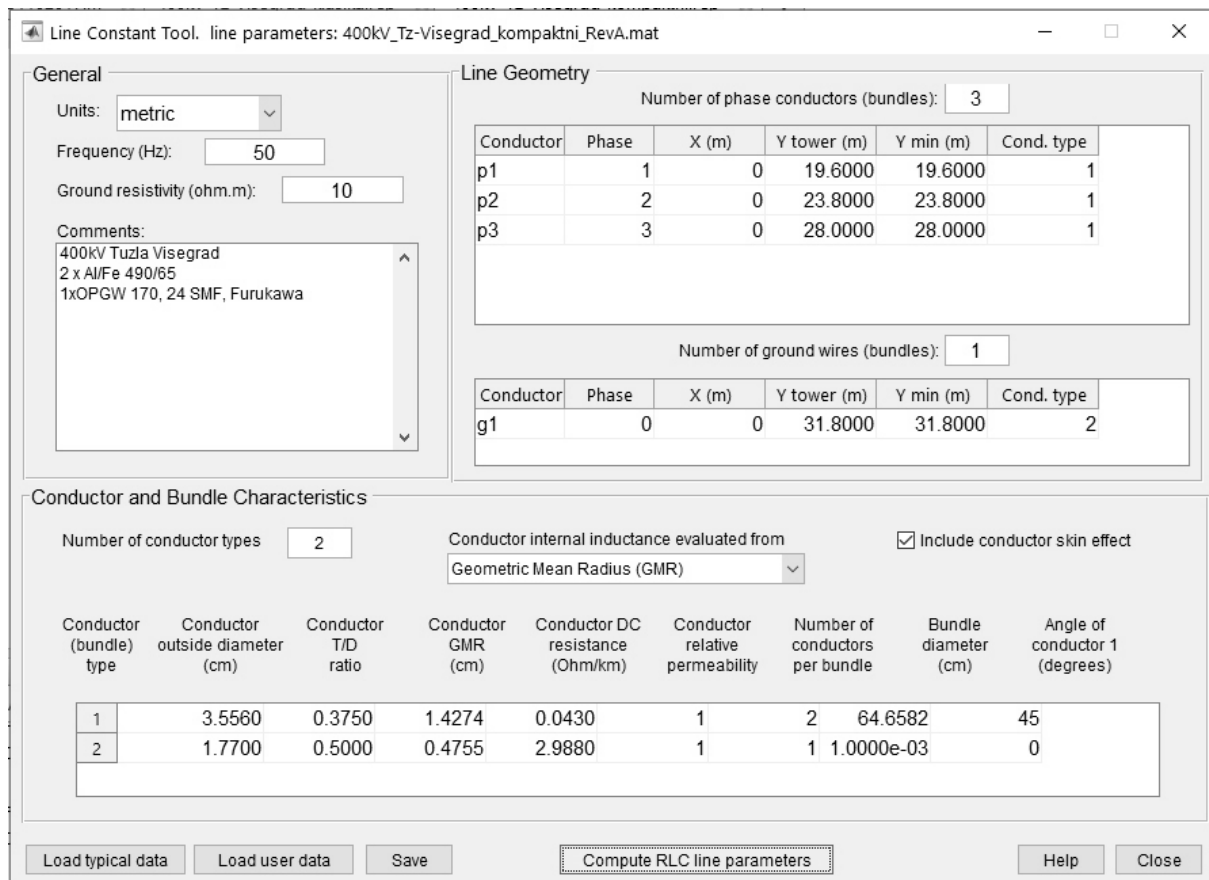 Line Constant Tool. line parameters: 400kV_Tz-Visegrad_kompaktni_RevA.mat
General
Units: metric
Frequency (Hz): 50
Ground resistivity (ohm.m): 10
Comments:
400kV Tuzla Visegrad
2 x Al/Fe 490/65
1xOPGW 170, 24 SMF, Furukawa
Line Geometry
Number of phase conductors (bundles): 3
Conductor Phase X (m) Y tower (m) Y min (m) Cond. type
p1 1 0 19.6000 19.6000 1
p2 2 0 23.8000 23.8000 1
p3 3 0 28.0000 28.0000 1
Number of ground wires (bundles): 1
Conductor Phase X (m) Y tower (m) Y min (m) Cond. type
g1 0 0 31.8000 31.8000 2
Conductor and Bundle Characteristics
Number of conductor types 2
Conductor internal inductance evaluated from
Geometric Mean Radius (GMR)
Include conductor skin effect
Conductor Conductor Conductor Conductor Conductor DC Conductor Number of Bundle Angle of
(bundle) outside diameter T/D GMR resistance relative conductors diameter conductor 1
type (cm) ratio (cm) (Ohm/km) permeability per bundle (cm) (degrees)
1 3.5560 0.3750 1.4274 0.0430 1 2 64.6582 45
2 1.7700 0.5000 0.4755 2.9880 1 1 1.0000e-03 0
Load typical data Load user data Save Compute RLC line parameters Help Close